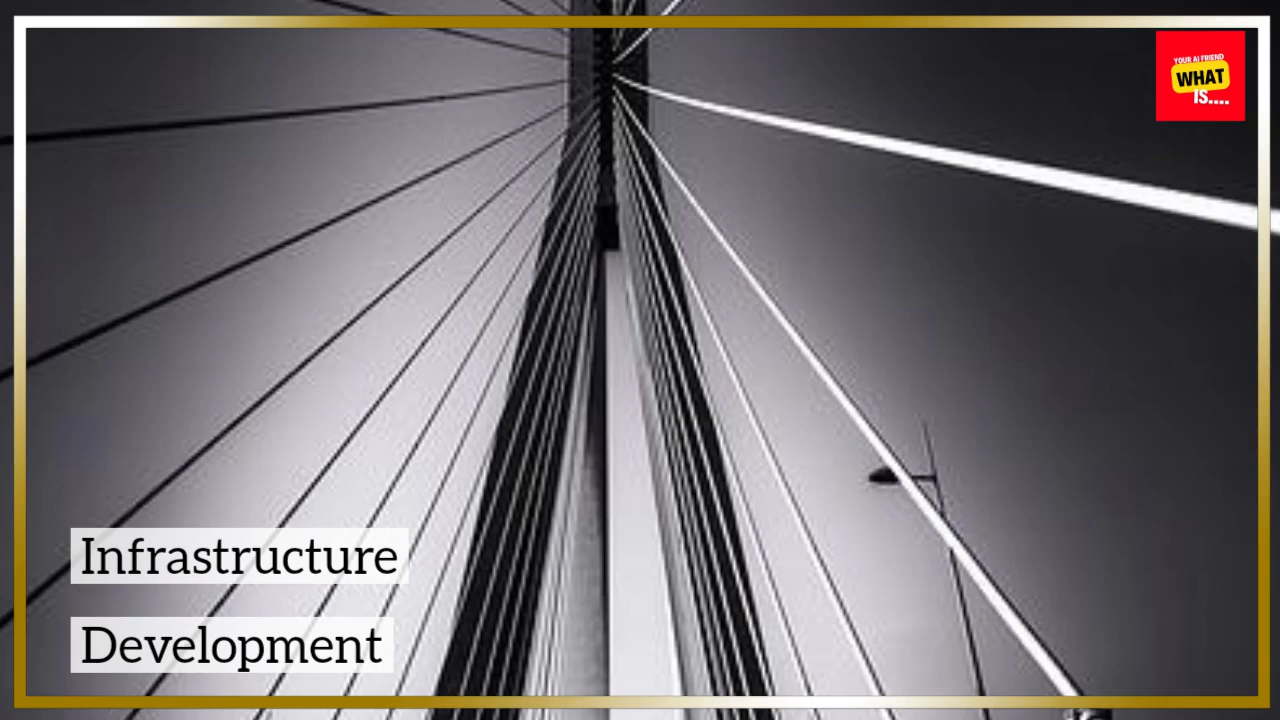 YOUR AI FRIEND
WHAT
IS....
Infrastructure
Development